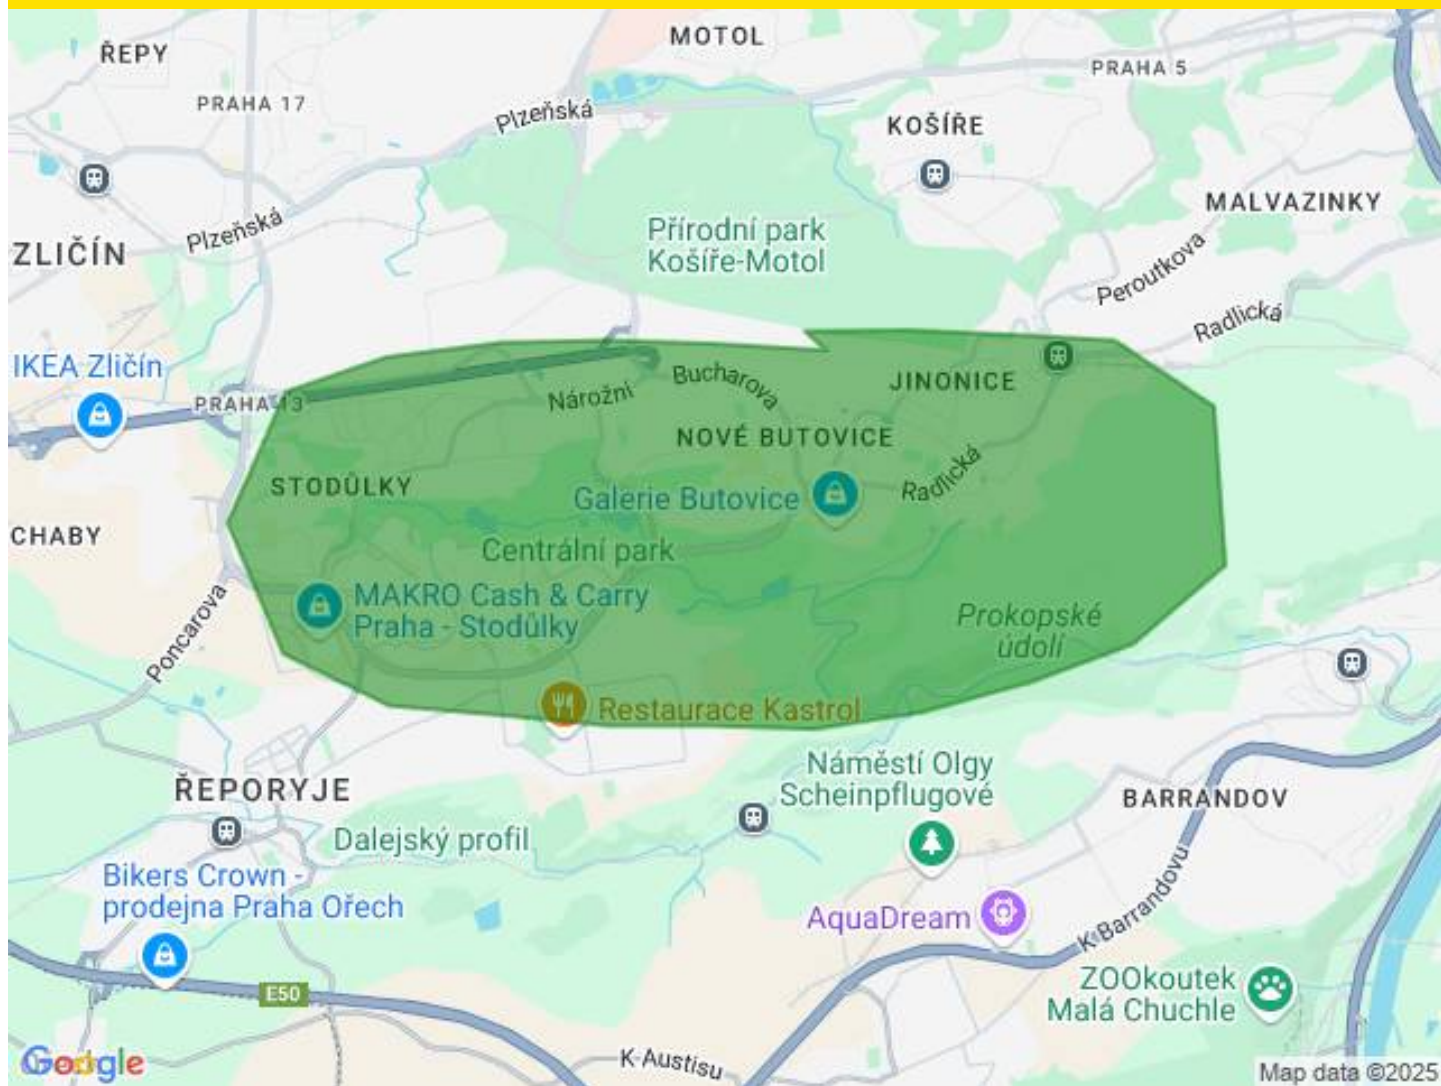 MOTOL
ŘEPY
PRAHA 5
PRAHA 17
Plzeňská
KOŠÍŘE
MALVAZINKY
Plzeňská
Přírodní park
Košíře-Motol
ZLIČÍN
Peroutkova
Radlická
IKEA Zličín
Bucharova
JINONICE
Nárožní
PRAHA 13
NOVÉ BUTOVICE
STODŮLKY
Radlická
Galerie Butovice
CHABY
Centrální park
MAKRO Cash & Carry
Praha - Stodůlky
Prokopské
údolí
Poncarova
Restaurace Kastrol
Náměstí Olgy
Scheinpflugové
ŘEPORYJE
BARRANDOV
Dalejský profil
Bikers Crown -
prodejna Praha Ořech
AquaDream
K Barrandovu
ZOOkoutek
Malá Chuchle
E50
K Austisu
Google
Map data ©2025